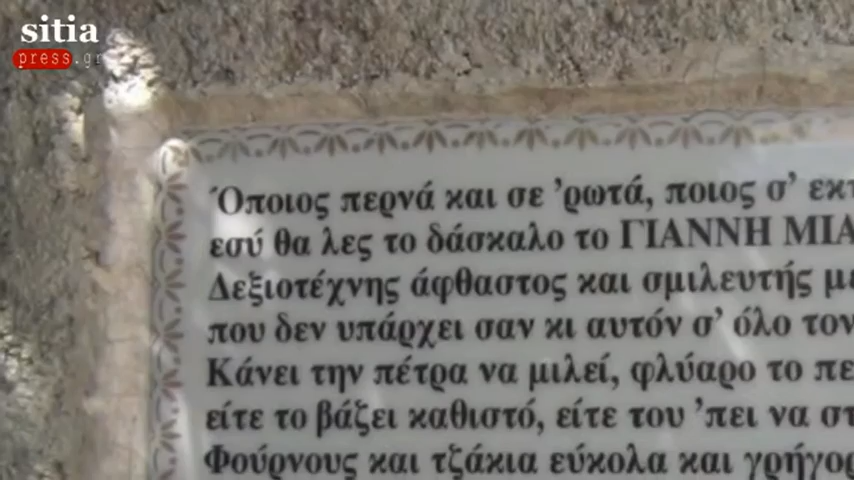 sitia
press.gr
Όποιος περνά και σε ’ρωτά, ποιος σ’ εκτ
εσύ θα λες το δάσκαλο το ΓΙΑΝΝΗ ΜΙΑ
Δεξιοτέχνης άφθαστος και σμιλευτής με
που δεν υπάρχει σαν κι αυτόν σ’ όλο τον
Κάνει την πέτρα να μιλεί, φλύαρο το πε
είτε το βάζει καθιστό, είτε του ’πει να στ
Φούρνους και τζάκια εύκολα και γρήγορ